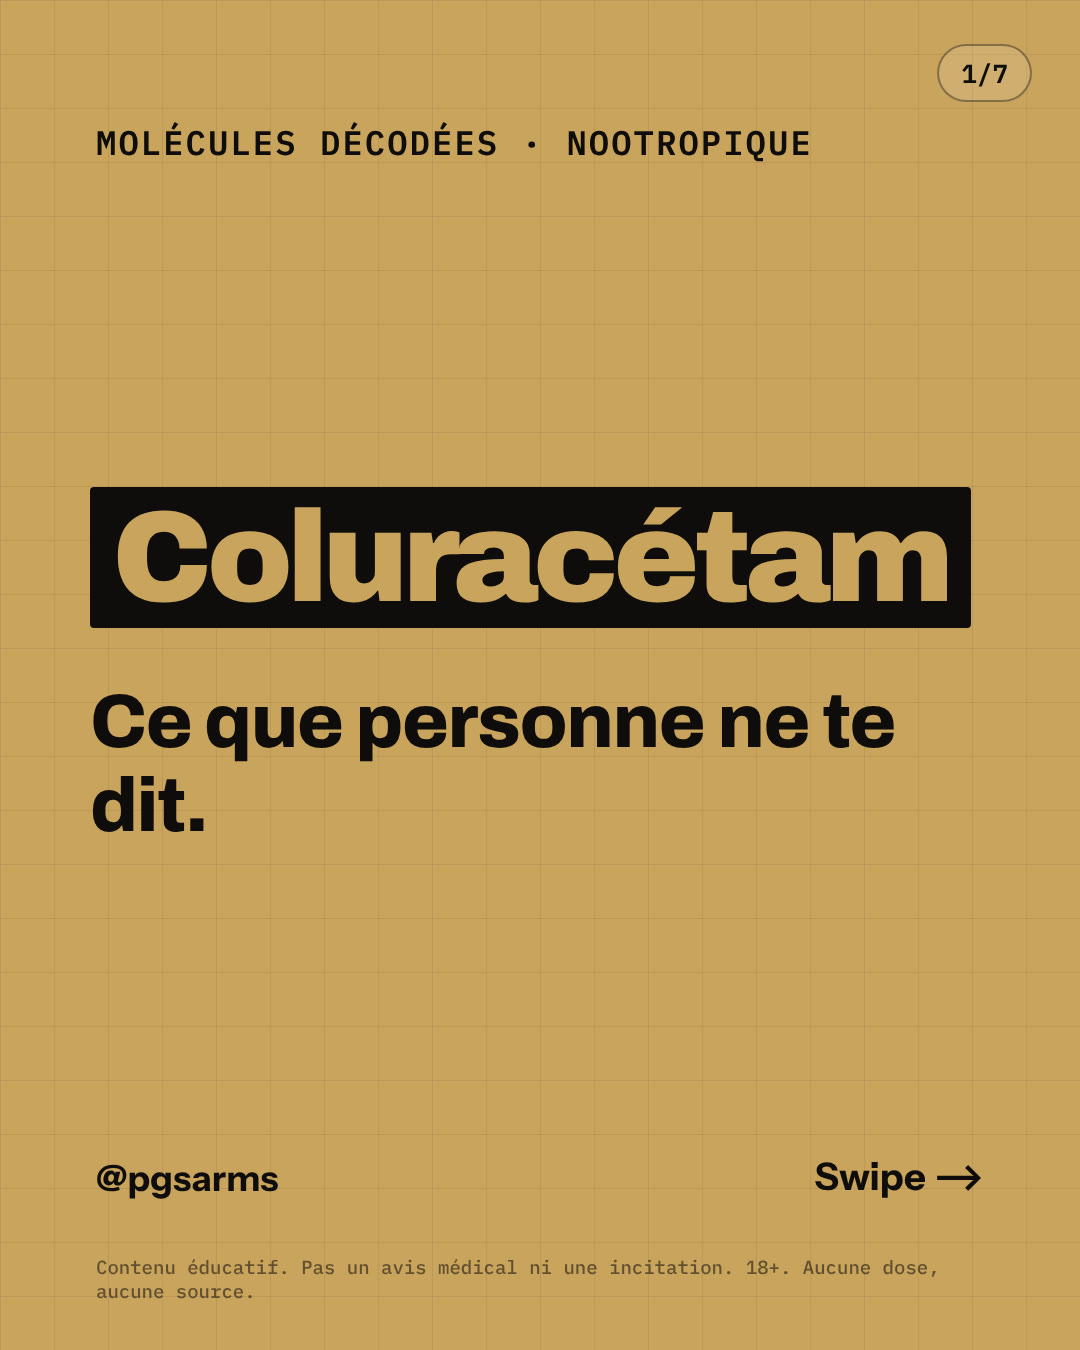 1/7
MOLÉCULES DÉCODÉES · NOOTROPIQUE
Coluracétam
Ce que personne ne te
dit.
@pgsarms
Swipe →
Contenu éducatif. Pas un avis médical ni une incitation. 18+. Aucune dose,
aucune source.